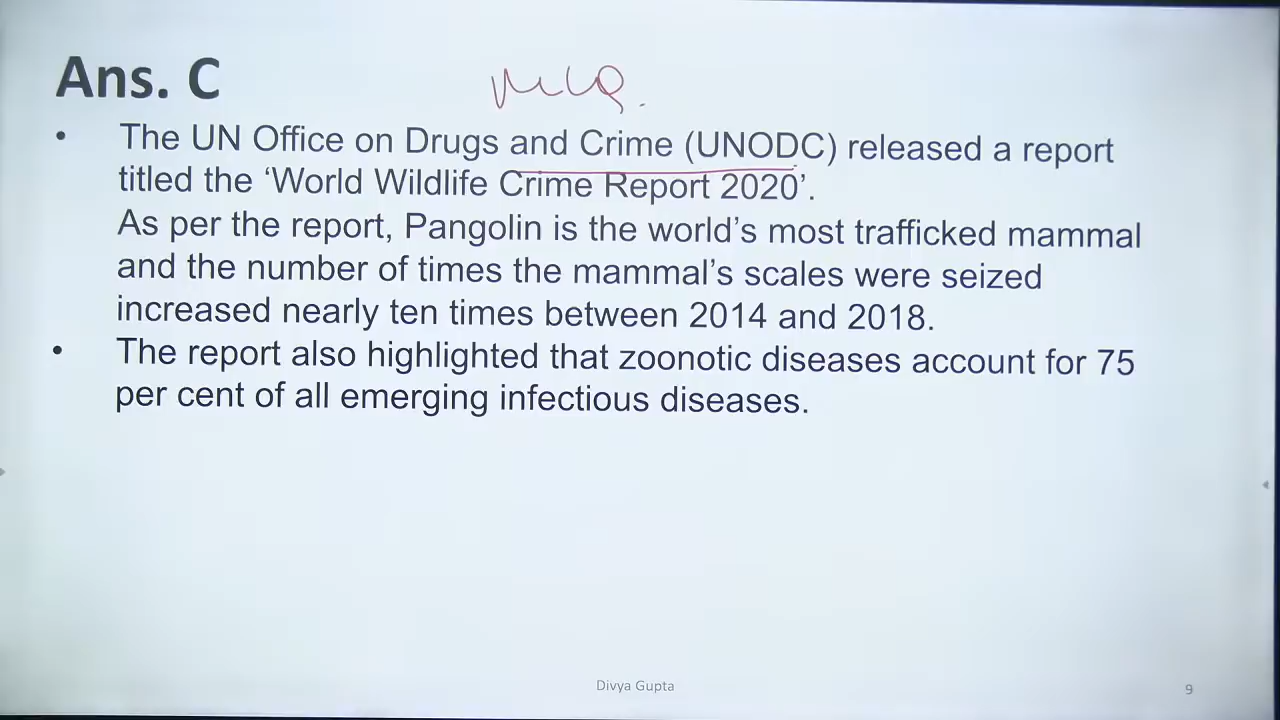 Ans. C
MCQ.
• The UN Office on Drugs and Crime (UNODC) released a report
titled the ‘World Wildlife Crime Report 2020’.
As per the report, Pangolin is the world’s most trafficked mammal
and the number of times the mammal’s scales were seized
increased nearly ten times between 2014 and 2018.
• The report also highlighted that zoonotic diseases account for 75
per cent of all emerging infectious diseases.
Divya Gupta
9